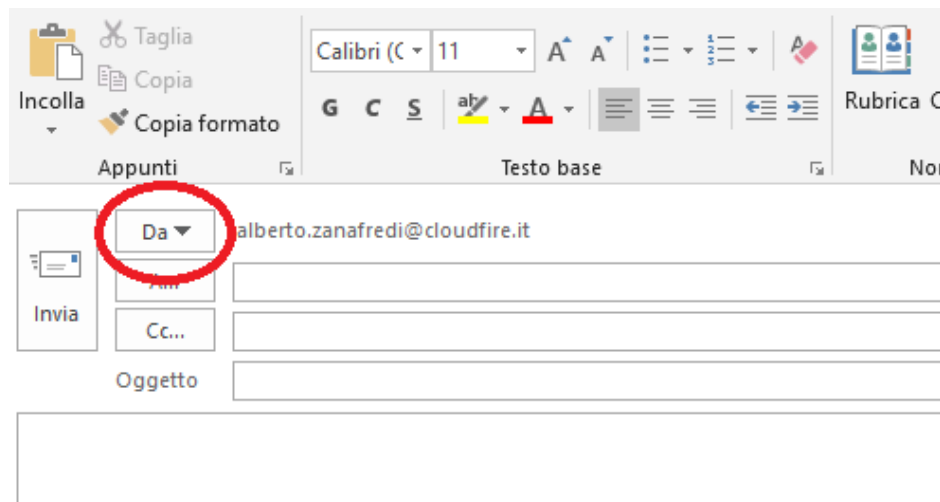 Taglia
Copia
Incolla
Copia formato
Appunti
Calibri (C 11
G C S
Testo base
Rubrica
Da
alberto.zanafredi@cloudfire.it
Invia
Cc...
Oggetto